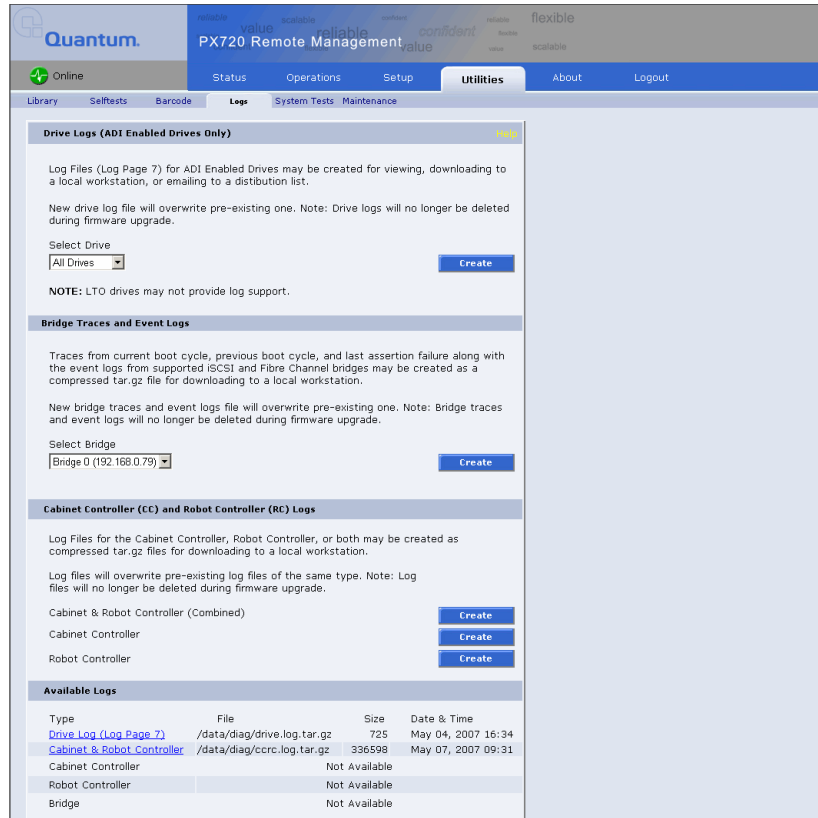 reliable scalable confident reliable flexible
value reliable confident flexible
Quantum.
PX720 Remote Management
value value scalable
Online
Status Operations Setup Utilities About Logout
Library Selftests Barcode Logs System Tests Maintenance
Drive Logs (ADI Enabled Drives Only) Help
Log Files (Log Page 7) for ADI Enabled Drives may be created for viewing, downloading to
a local workstation, or emailing to a distibution list.
New drive log file will overwrite pre-existing one. Note: Drive logs will no longer be deleted
during firmware upgrade.
Select Drive
All Drives Create
NOTE: LTO drives may not provide log support.
Bridge Traces and Event Logs
Traces from current boot cycle, previous boot cycle, and last assertion failure along with
the event logs from supported iSCSI and Fibre Channel bridges may be created as a
compressed tar.gz file for downloading to a local workstation.
New bridge traces and event logs file will overwrite pre-existing one. Note: Bridge traces
and event logs will no longer be deleted during firmware upgrade.
Select Bridge
Bridge 0 (192.168.0.79) Create
Cabinet Controller (CC) and Robot Controller (RC) Logs
Log Files for the Cabinet Controller, Robot Controller, or both may be created as
compressed tar.gz files for downloading to a local workstation.
Log files will overwrite pre-existing log files of the same type. Note: Log
files will no longer be deleted during firmware upgrade.
Cabinet & Robot Controller (Combined) Create
Cabinet Controller Create
Robot Controller Create
Available Logs
Type File Size Date & Time
Drive Log (Log Page 7) /data/diag/drive.log.tar.gz 725 May 04, 2007 16:34
Cabinet & Robot Controller /data/diag/ccrc.log.tar.gz 336598 May 07, 2007 09:31
Cabinet Controller Not Available
Robot Controller Not Available
Bridge Not Available